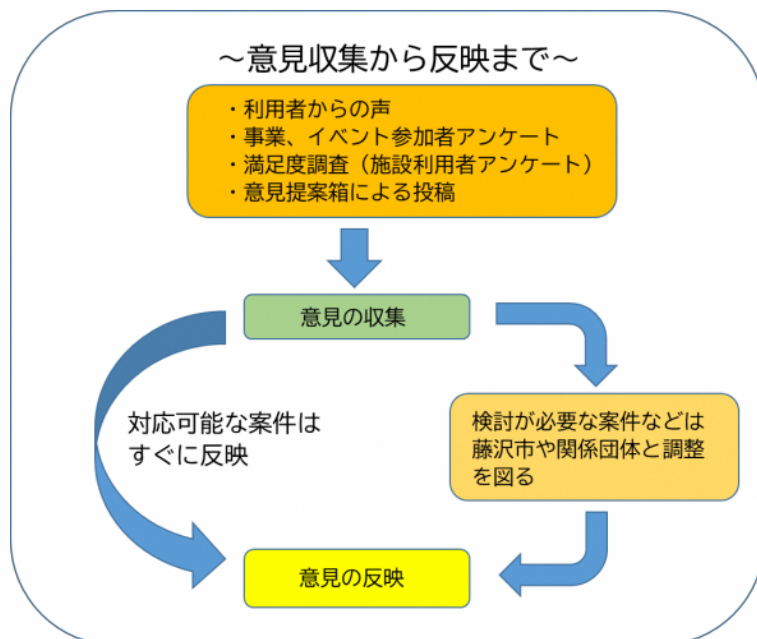 ～意見収集から反映まで～
・利用者からの声
・事業、イベント参加者アンケート
・満足度調査（施設利用者アンケート）
・意見提案箱による投稿
意見の収集
対応可能な案件は
すぐに反映
検討が必要な案件などは
藤沢市や関係団体と調整
を図る
意見の反映